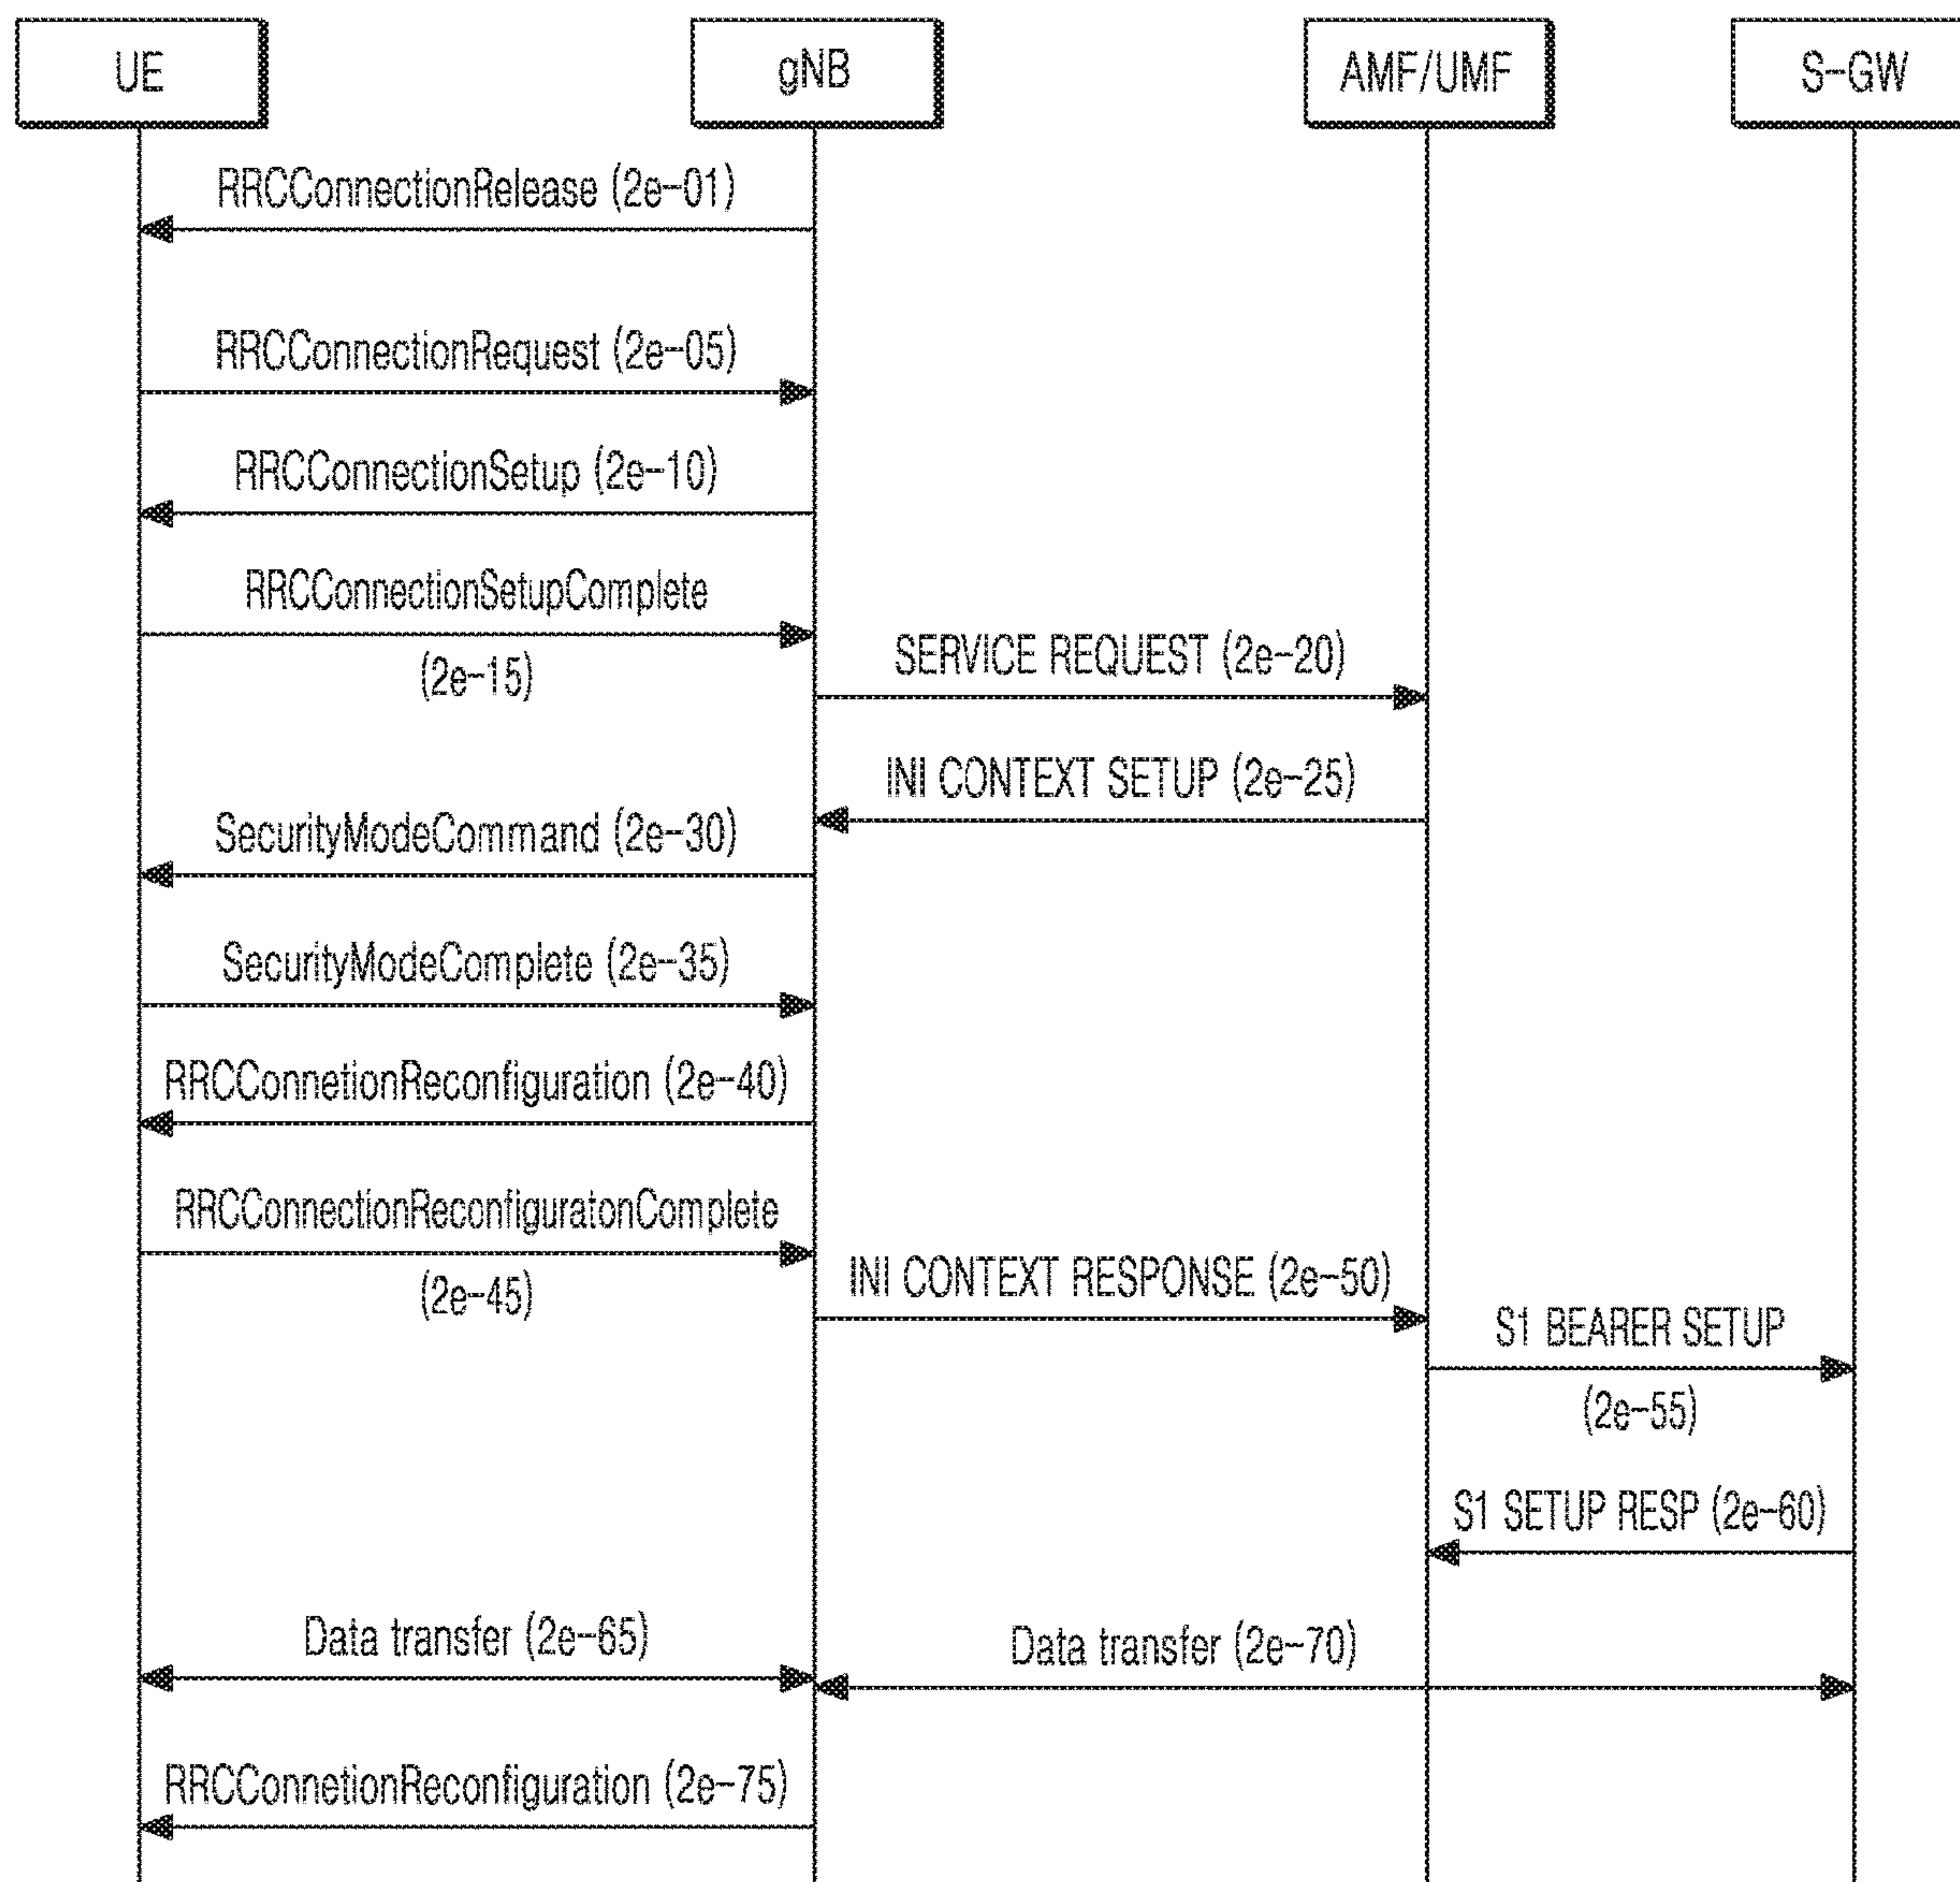 UE
gNB
AMF/UMF
S-GW
RRCConnectionRelease (2e-01)
RRCConnectionRequest (2e-05)
RRCConnectionSetup (2e-10)
RRCConnectionSetupComplete
(2e-15)
SERVICE REQUEST (2e-20)
INI CONTEXT SETUP (2e-25)
SecurityModeCommand (2e-30)
SecurityModeComplete (2e-35)
RRCConnetionReconfiguration (2e-40)
RRCConnectionReconfiguratonComplete
(2e-45)
INI CONTEXT RESPONSE (2e-50)
S1 BEARER SETUP
(2e-55)
S1 SETUP RESP (2e-60)
Data transfer (2e-65)
Data transfer (2e-70)
RRCConnetionReconfiguration (2e-75)